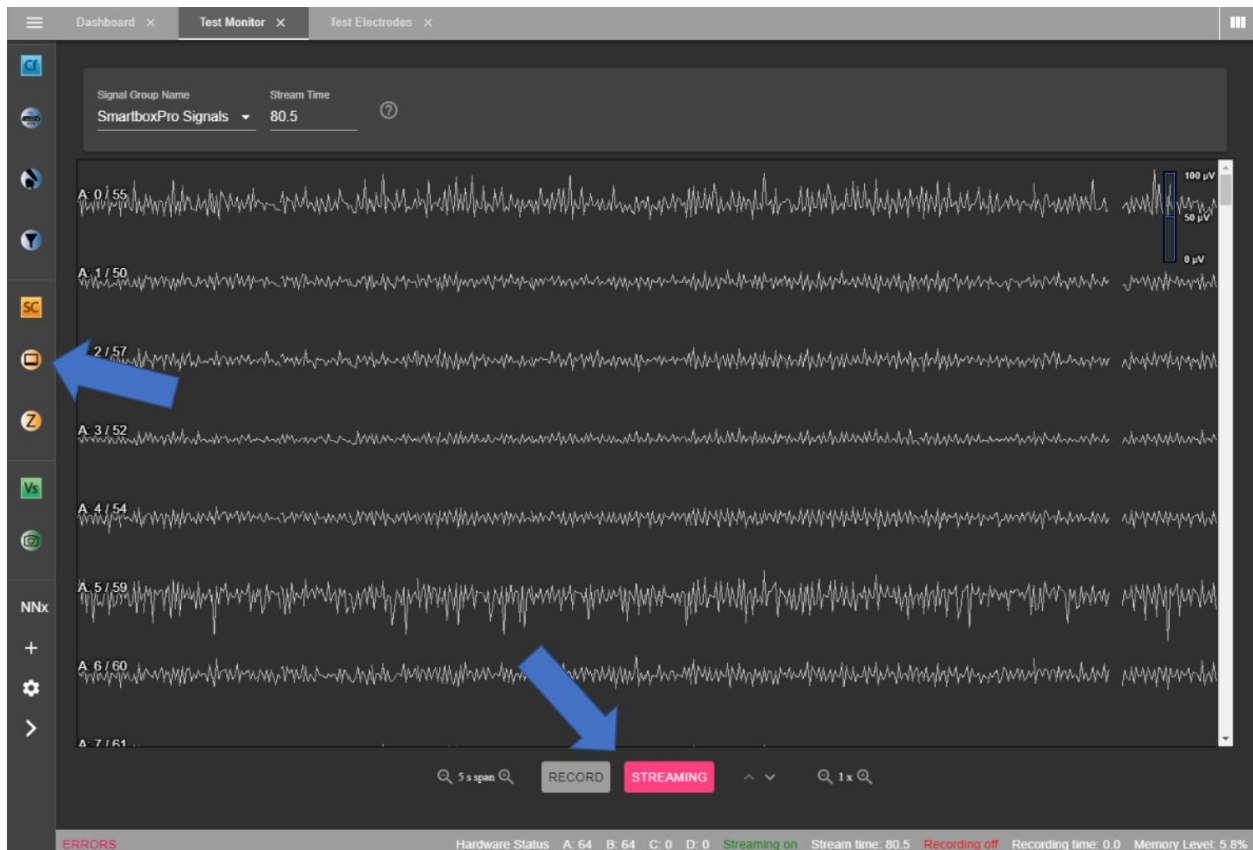 Dashboard × Test Monitor × Test Electrodes ×
Cf
Signal Group Name Stream Time
SmartboxPro Signals 80.5 ?
A: 0 / 55
100 µV
50 µV
0 µV
A: 1 / 50
SC
2 / 57
Z
A: 3 / 52
Vs
A: 4 / 54
A: 5 / 59
NNx
A: 6 / 60
A: 7 / 61
5 s span RECORD STREAMING 1 x
ERRORS Hardware Status A: 64 B: 64 C: 0 D: 0 Streaming on Stream time: 80.5 Recording off Recording time: 0.0 Memory Level: 5.8%